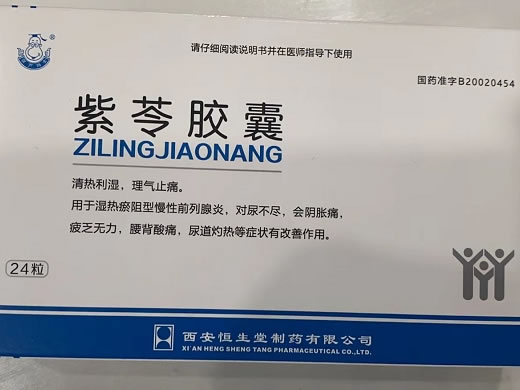 请仔细阅读说明书并在医师指导下使用
国药准字B20020454
紫苓胶囊
ZILINGJIAONANG
清热利湿，理气止痛。
用于湿热瘀阻型慢性前列腺炎，对尿不尽，会阴胀痛，
疲乏无力，腰背酸痛，尿道灼热等症状有改善作用。
24粒
西安恒生堂制药有限公司
XI'AN HENG SHENG TANG PHARMACEUTICAL CO.,LTD.